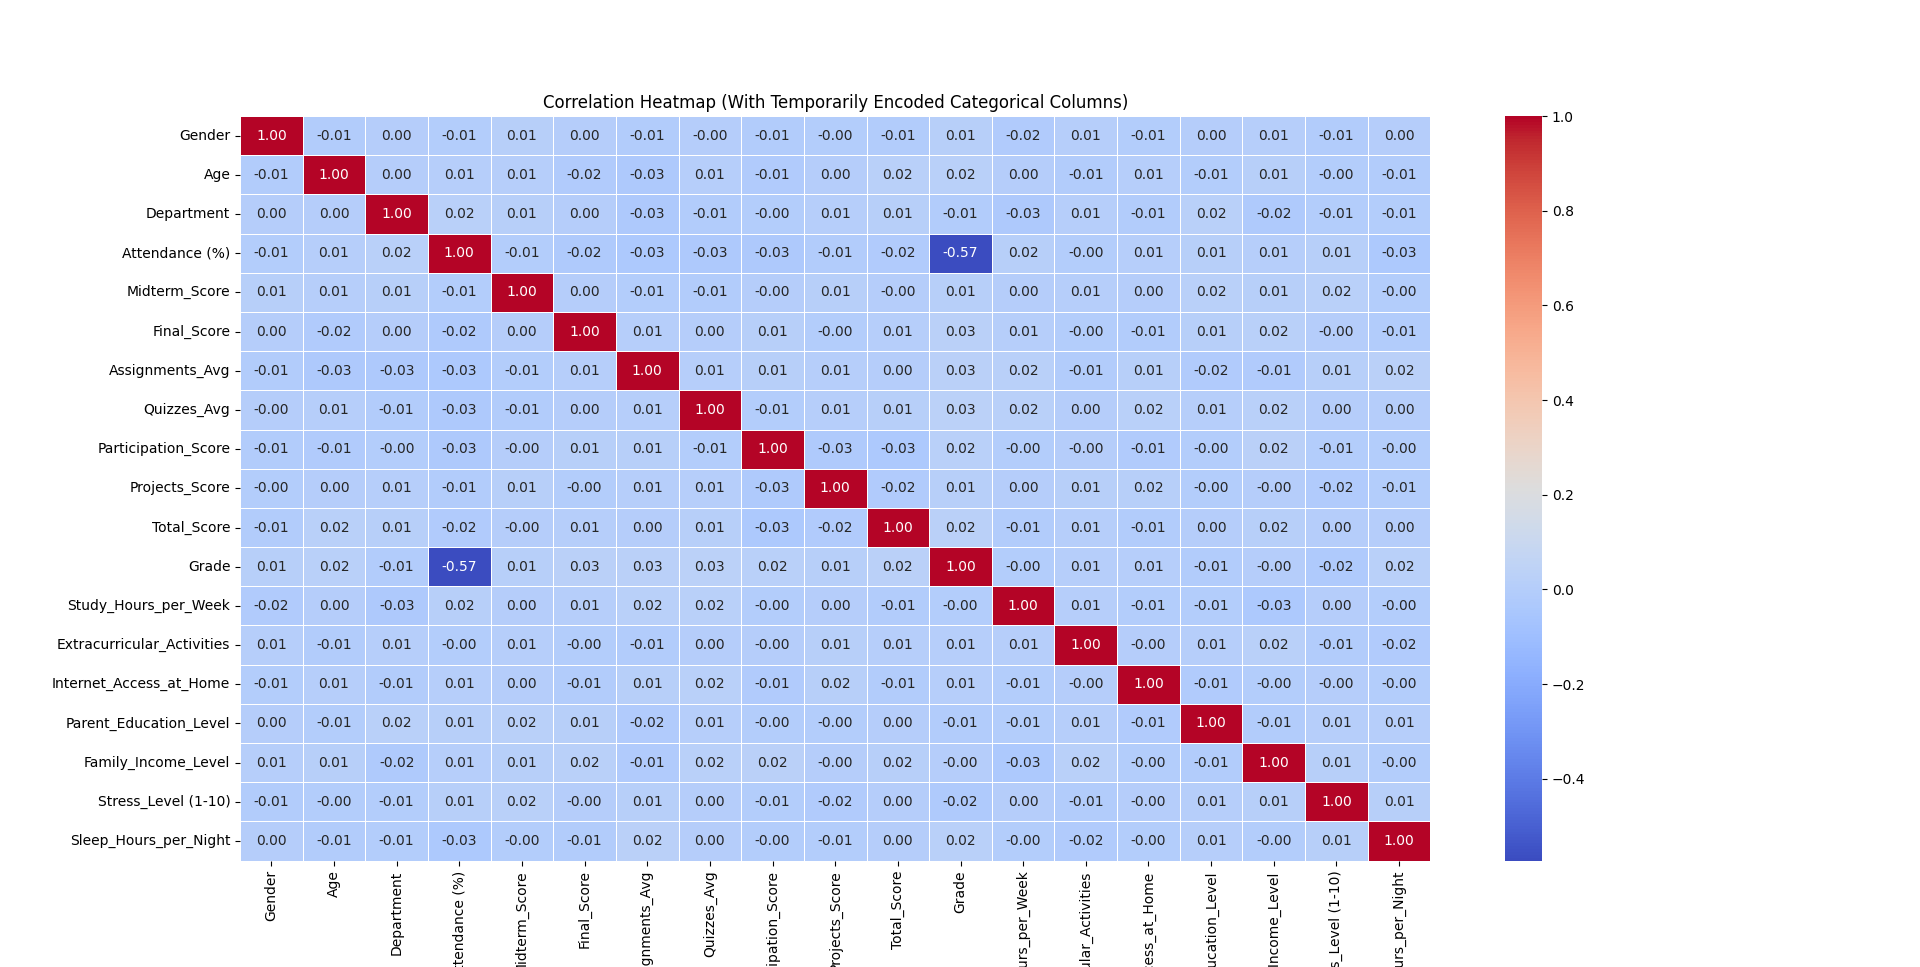 Correlation Heatmap (With Temporarily Encoded Categorical Columns)
Gender 1.00 -0.01 0.00 -0.01 0.01 0.00 -0.01 -0.00 -0.01 -0.00 -0.01 0.01 -0.02 0.01 -0.01 0.00 0.01 -0.01 0.00
Age -0.01 1.00 0.00 0.01 0.01 -0.02 -0.03 0.01 -0.01 0.00 0.02 0.02 0.00 -0.01 0.01 -0.01 0.01 -0.00 -0.01
Department 0.00 0.00 1.00 0.02 0.01 0.00 -0.03 -0.01 -0.00 0.01 0.01 -0.01 -0.03 0.01 -0.01 0.02 -0.02 -0.01 -0.01
Attendance (%) -0.01 0.01 0.02 1.00 -0.01 -0.02 -0.03 -0.03 -0.03 -0.01 -0.02 -0.57 0.02 -0.00 0.01 0.01 0.01 0.01 -0.03
Midterm_Score 0.01 0.01 0.01 -0.01 1.00 0.00 -0.01 -0.01 -0.00 0.01 -0.00 0.01 0.00 0.01 0.00 0.02 0.01 0.02 -0.00
Final_Score 0.00 -0.02 0.00 -0.02 0.00 1.00 0.01 0.00 0.01 -0.00 0.01 0.03 0.01 -0.00 -0.01 0.01 0.02 -0.00 -0.01
Assignments_Avg -0.01 -0.03 -0.03 -0.03 -0.01 0.01 1.00 0.01 0.01 0.01 0.00 0.03 0.02 -0.01 0.01 -0.02 -0.01 0.01 0.02
Quizzes_Avg -0.00 0.01 -0.01 -0.03 -0.01 0.00 0.01 1.00 -0.01 0.01 0.01 0.03 0.02 0.00 0.02 0.01 0.02 0.00 0.00
Participation_Score -0.01 -0.01 -0.00 -0.03 -0.00 0.01 0.01 -0.01 1.00 -0.03 -0.03 0.02 -0.00 -0.00 -0.01 -0.00 0.02 -0.01 -0.00
Projects_Score -0.00 0.00 0.01 -0.01 0.01 -0.00 0.01 0.01 -0.03 1.00 -0.02 0.01 0.00 0.01 0.02 -0.00 -0.00 -0.02 -0.01
Total_Score -0.01 0.02 0.01 -0.02 -0.00 0.01 0.00 0.01 -0.03 -0.02 1.00 0.02 -0.01 0.01 -0.01 0.00 0.02 0.00 0.00
Grade 0.01 0.02 -0.01 -0.57 0.01 0.03 0.03 0.03 0.02 0.01 0.02 1.00 -0.00 0.01 0.01 -0.01 -0.00 -0.02 0.02
Study_Hours_per_Week -0.02 0.00 -0.03 0.02 0.00 0.01 0.02 0.02 -0.00 0.00 -0.01 -0.00 1.00 0.01 -0.01 -0.01 -0.03 0.00 -0.00
Extracurricular_Activities 0.01 -0.01 0.01 -0.00 0.01 -0.00 -0.01 0.00 -0.00 0.01 0.01 0.01 0.01 1.00 -0.00 0.01 0.02 -0.01 -0.02
Internet_Access_at_Home -0.01 0.01 -0.01 0.01 0.00 -0.01 0.01 0.02 -0.01 0.02 -0.01 0.01 -0.01 -0.00 1.00 -0.01 -0.00 -0.00 -0.00
Parent_Education_Level 0.00 -0.01 0.02 0.01 0.02 0.01 -0.02 0.01 -0.00 -0.00 0.00 -0.01 -0.01 0.01 -0.01 1.00 -0.01 0.01 0.01
Family_Income_Level 0.01 0.01 -0.02 0.01 0.01 0.02 -0.01 0.02 0.02 -0.00 0.02 -0.00 -0.03 0.02 -0.00 -0.01 1.00 0.01 -0.00
Stress_Level (1-10) -0.01 -0.00 -0.01 0.01 0.02 -0.00 0.01 0.00 -0.01 -0.02 0.00 -0.02 0.00 -0.01 -0.00 0.01 0.01 1.00 0.01
Sleep_Hours_per_Night 0.00 -0.01 -0.01 -0.03 -0.00 -0.01 0.02 0.00 -0.00 -0.01 0.00 0.02 -0.00 -0.02 -0.00 0.01 -0.00 0.01 1.00
Gender
Age
Department
ttendance (%)
lidterm_Score
Final_Score
gnments_Avg
Quizzes_Avg
ipation_Score
Projects_Score
Total_Score
Grade
urs_per_Week
ular_Activities
cess_at_Home
ucation_Level
Income_Level
s_Level (1-10)
urs_per_Night
1.0
0.8
0.6
0.4
0.2
0.0
−0.2
−0.4